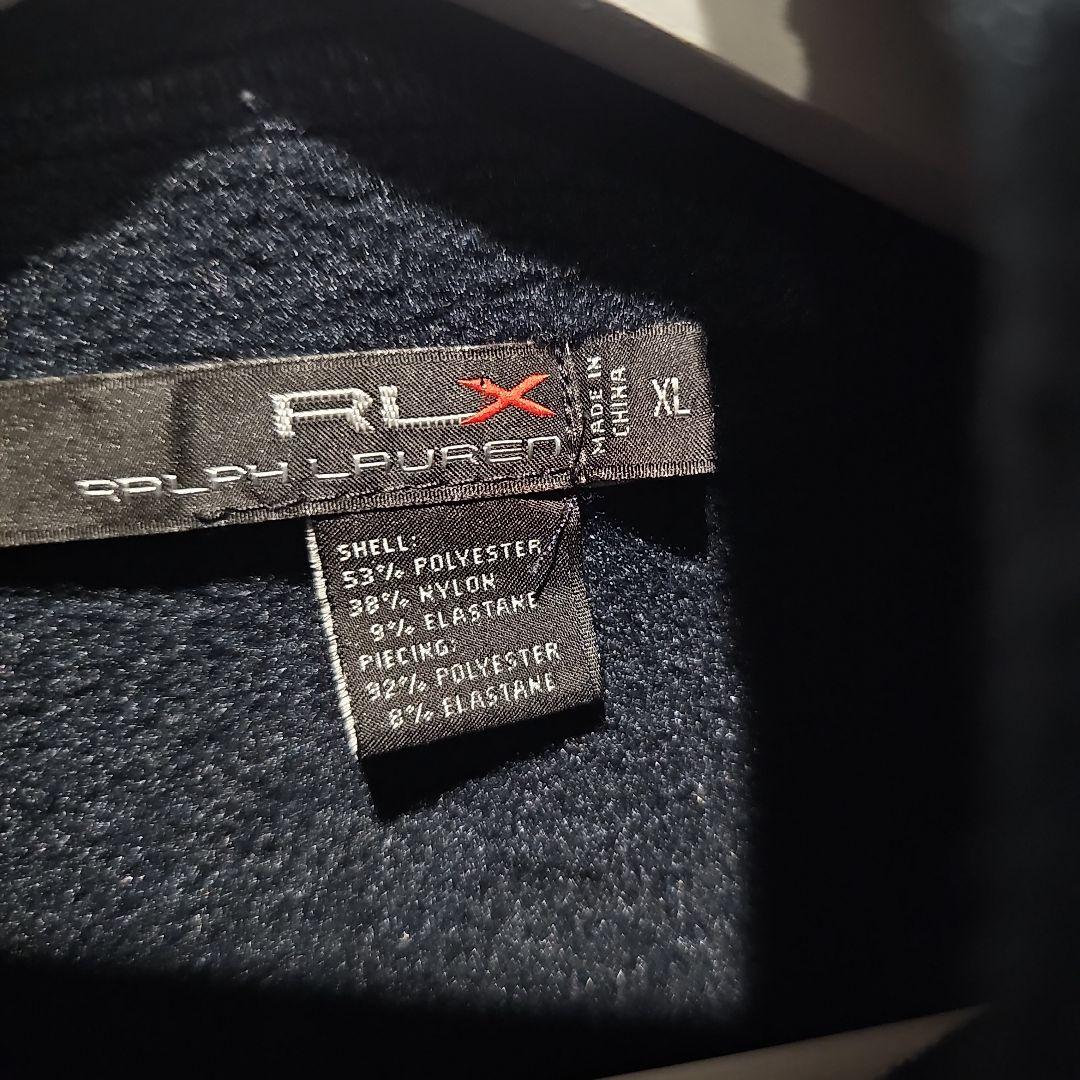 RLX
RALPH LAUREN
MADE IN
CHINA
XL
SHELL:
53% POLYESTER
38% NYLON
9% ELASTANE
PIECING:
92% POLYESTER
8% ELASTANE